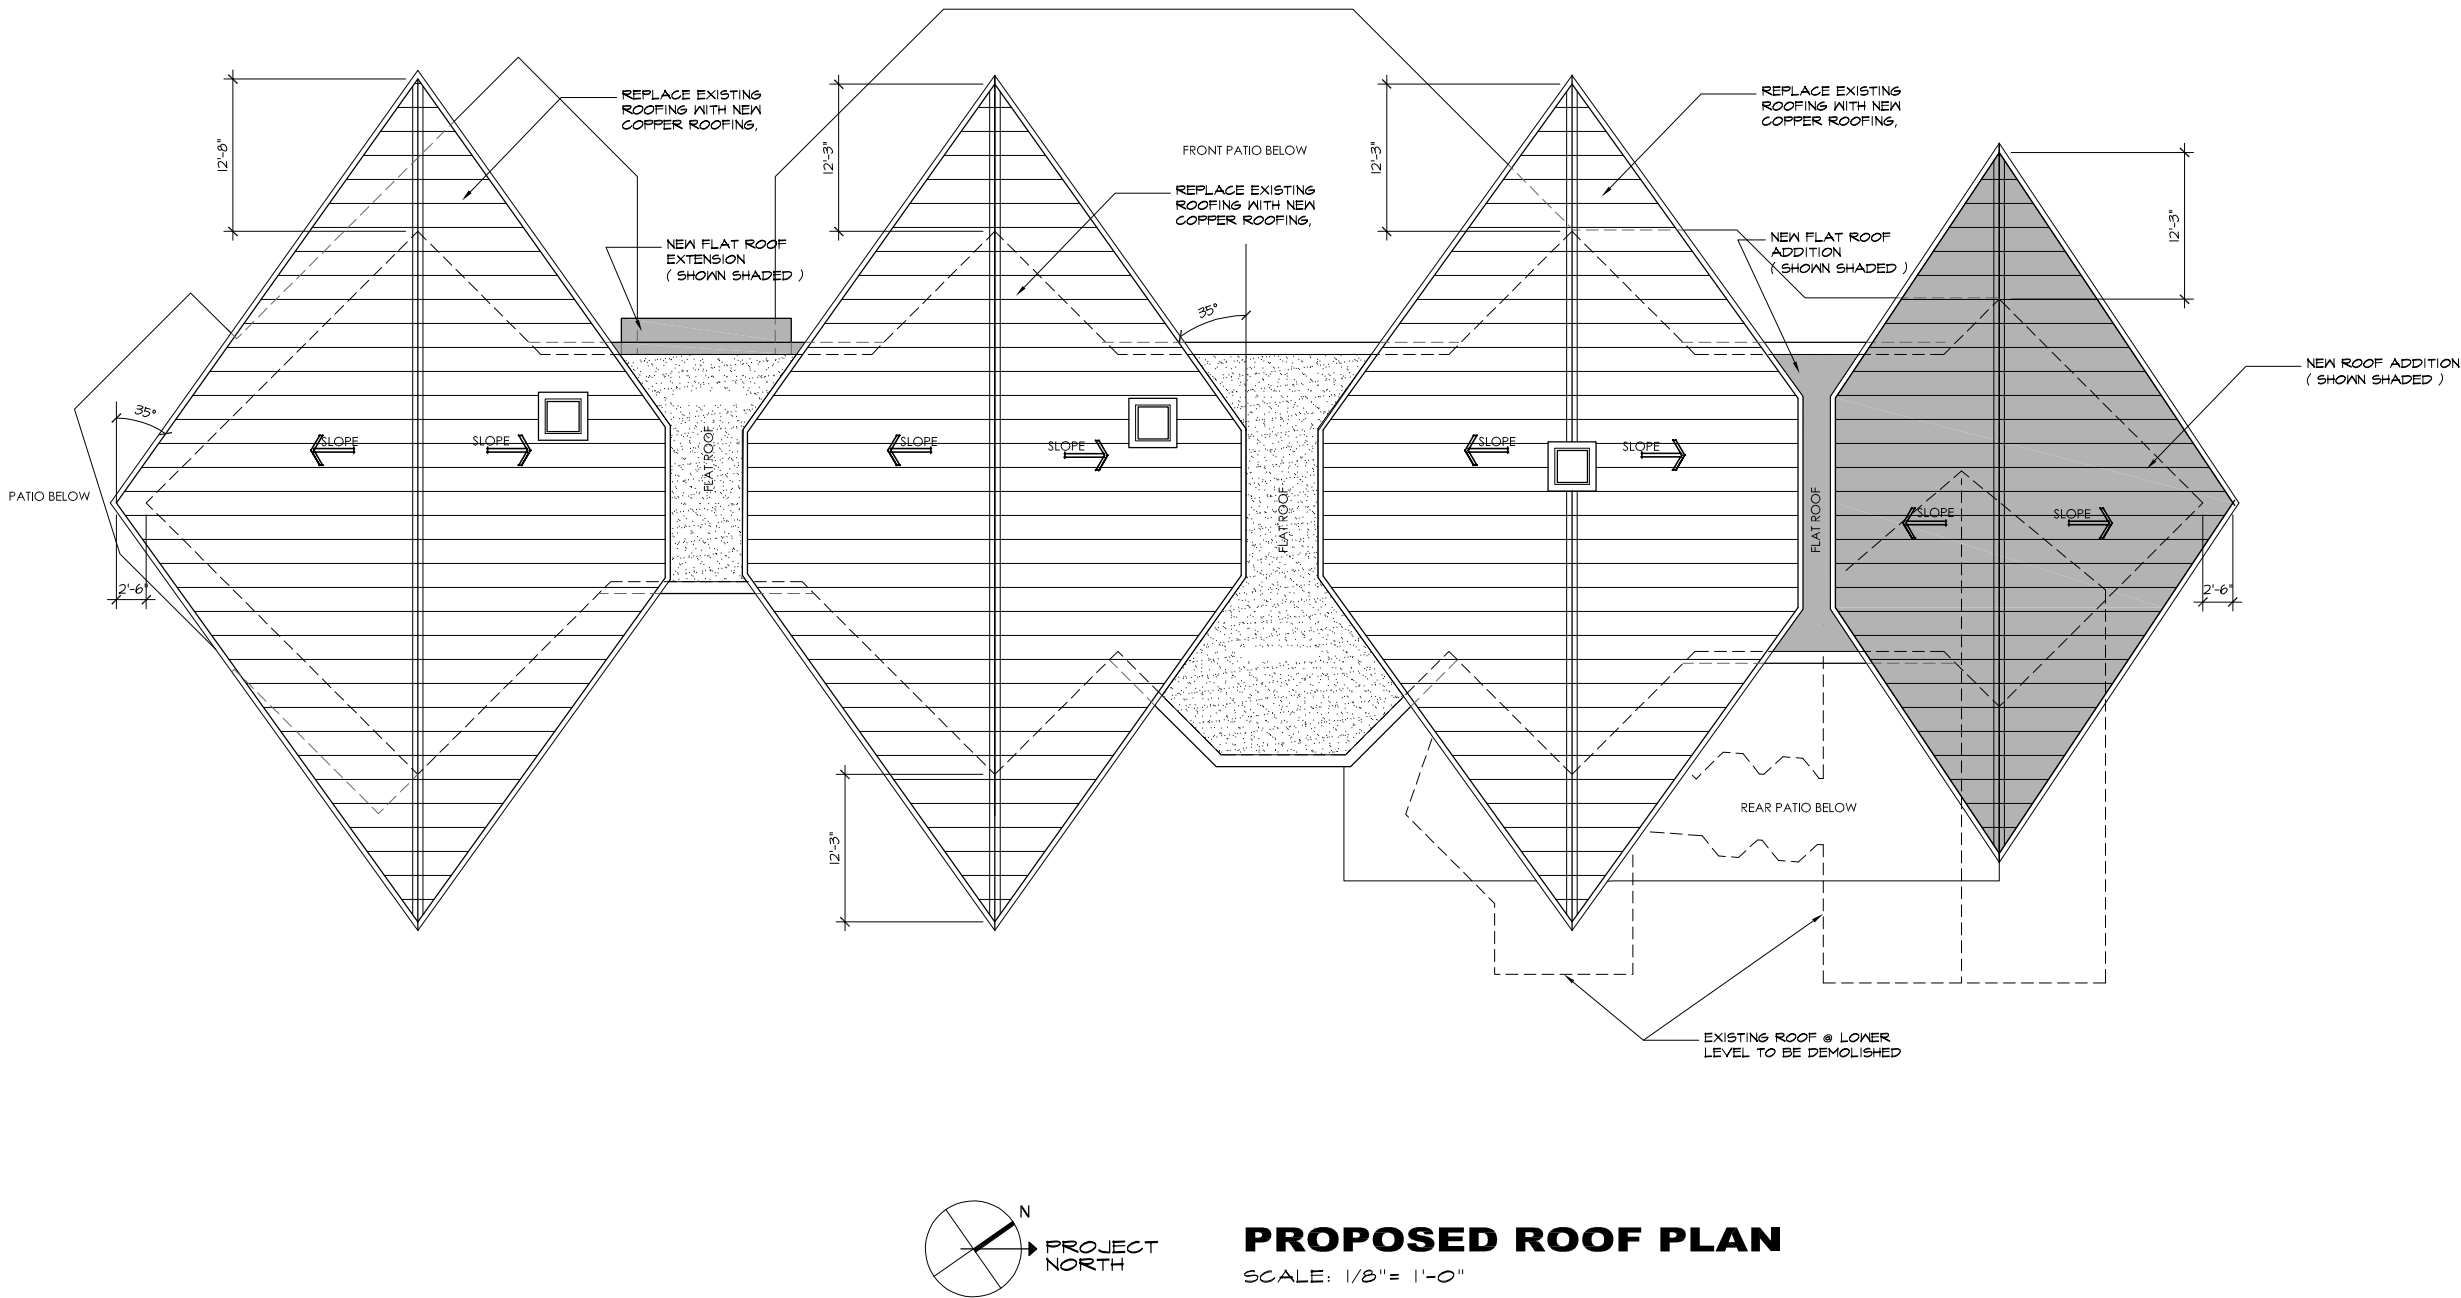 REPLACE EXISTING
ROOFING WITH NEW
COPPER ROOFING,
REPLACE EXISTING
ROOFING WITH NEW
COPPER ROOFING,
12'-8"
12'-3"
FRONT PATIO BELOW
12'-3"
REPLACE EXISTING
ROOFING WITH NEW
COPPER ROOFING,
12'-3"
NEW FLAT ROOF
EXTENSION
( SHOWN SHADED )
NEW FLAT ROOF
ADDITION
( SHOWN SHADED )
35°
NEW ROOF ADDITION
( SHOWN SHADED )
35°
SLOPE
SLOPE
FLAT ROOF
SLOPE
SLOPE
SLOPE
SLOPE
PATIO BELOW
FLAT ROOF
FLAT ROOF
SLOPE
SLOPE
2'-6"
2'-6"
REAR PATIO BELOW
12'-3"
EXISTING ROOF @ LOWER
LEVEL TO BE DEMOLISHED
N
PROJECT
NORTH
PROPOSED ROOF PLAN
SCALE: 1/8"= 1'-0"